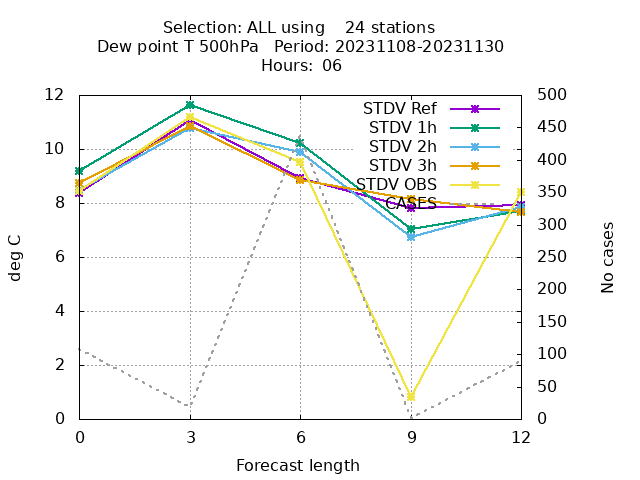 Selection: ALL using    24 stations
Dew point T 500hPa   Period: 20231108-20231130
Hours: 06
12
10
8
6
4
2
0
500
450
400
350
300
250
200
150
100
50
0
deg C
No cases
STDV Ref
STDV 1h
STDV 2h
STDV 3h
STDV OBS
CASES
0 3 6 9 12
Forecast length